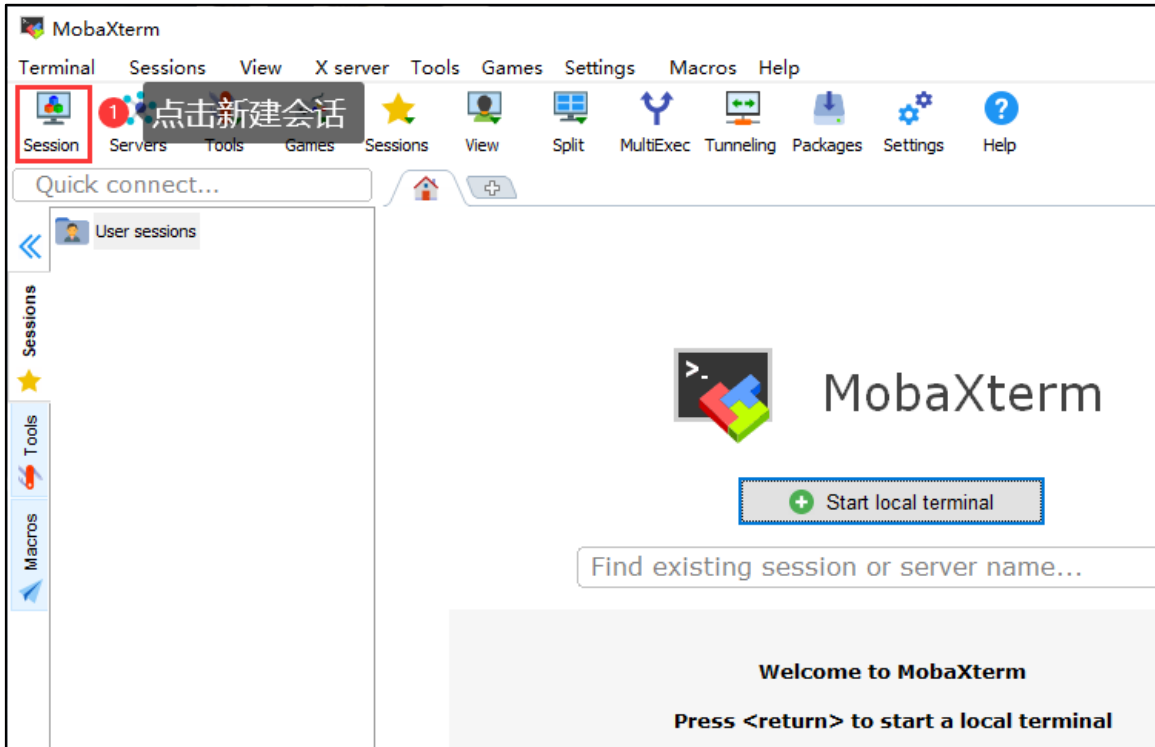 MobaXterm
Terminal Sessions View X server Tools Games Settings Macros Help
1 点击新建会话
Session Servers Tools Games Sessions View Split MultiExec Tunneling Packages Settings Help
Quick connect...
User sessions
Sessions
Tools
Macros
>_
MobaXterm
Start local terminal
Find existing session or server name...
Welcome to MobaXterm
Press <return> to start a local terminal